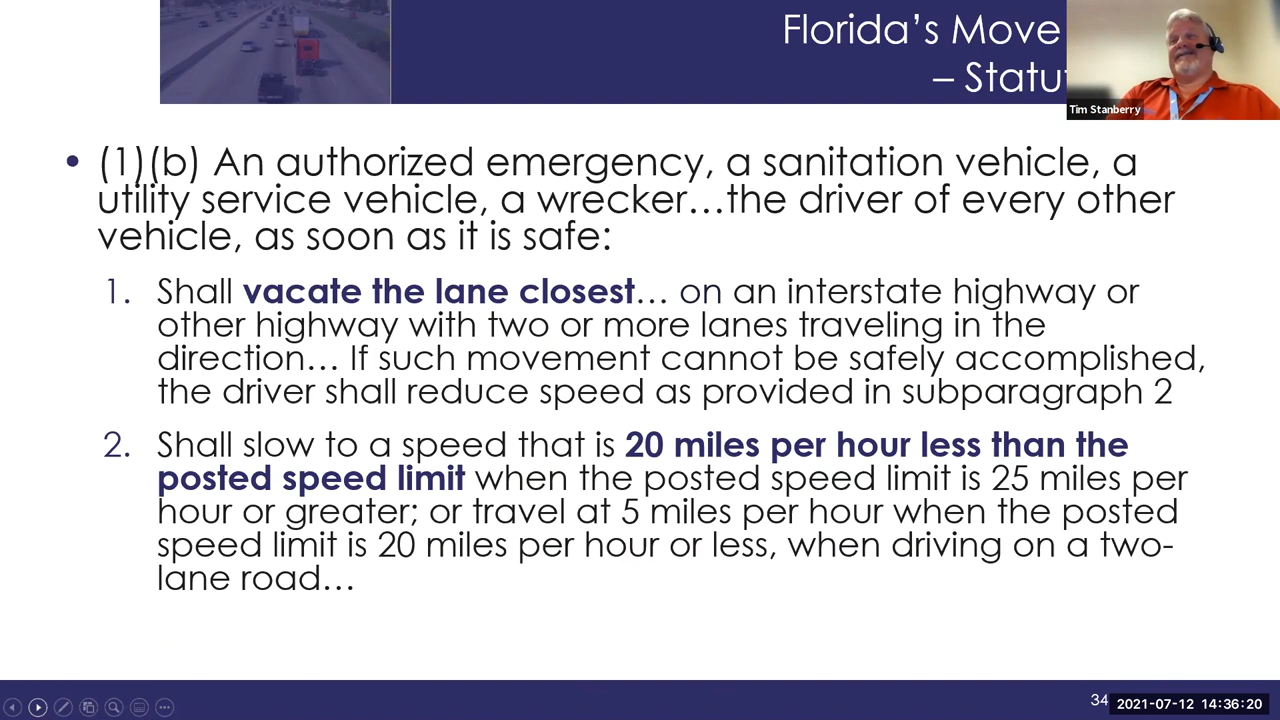 Florida's Move
– Statut
Tim Stanberry
• (1)(b) An authorized emergency, a sanitation vehicle, a
utility service vehicle, a wrecker…the driver of every other
vehicle, as soon as it is safe:
1. Shall vacate the lane closest… on an interstate highway or
other highway with two or more lanes traveling in the
direction… If such movement cannot be safely accomplished,
the driver shall reduce speed as provided in subparagraph 2
2. Shall slow to a speed that is 20 miles per hour less than the
posted speed limit when the posted speed limit is 25 miles per
hour or greater; or travel at 5 miles per hour when the posted
speed limit is 20 miles per hour or less, when driving on a two-
lane road…
34
2021-07-12 14:36:20